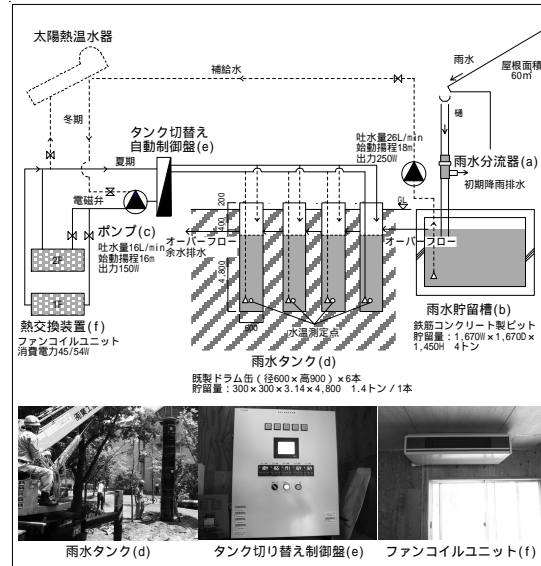 太陽熱温水器
補給水
雨水
屋根面積
60㎡
冬期
タンク切替え
自動制御盤(e)
吐水量26L/min
始動揚程18m
出力250W
樋
夏期
雨水分流器(a)
初期降雨排水
電磁弁
ポンプ(c)
吐水量16L/min
始動揚程16m
出力150W
200
400
4,800
600
GL
オーバーフロー
余水排水
オーバーフロー
2F
1F
水温測定点
熱交換装置(f)
ファンコイルユニット
消費電力45/54W
雨水タンク(d)
既製ドラム缶(径600×高900)×6本
貯留量:300×300×3.14×4,800 1.4トン/1本
雨水貯留槽(b)
鉄筋コンクリート製ピット
貯留量:1,670W×1,670D×
1,450H 4トン
雨水タンク(d)
タンク切り替え制御盤(e)
ファンコイルユニット(f)